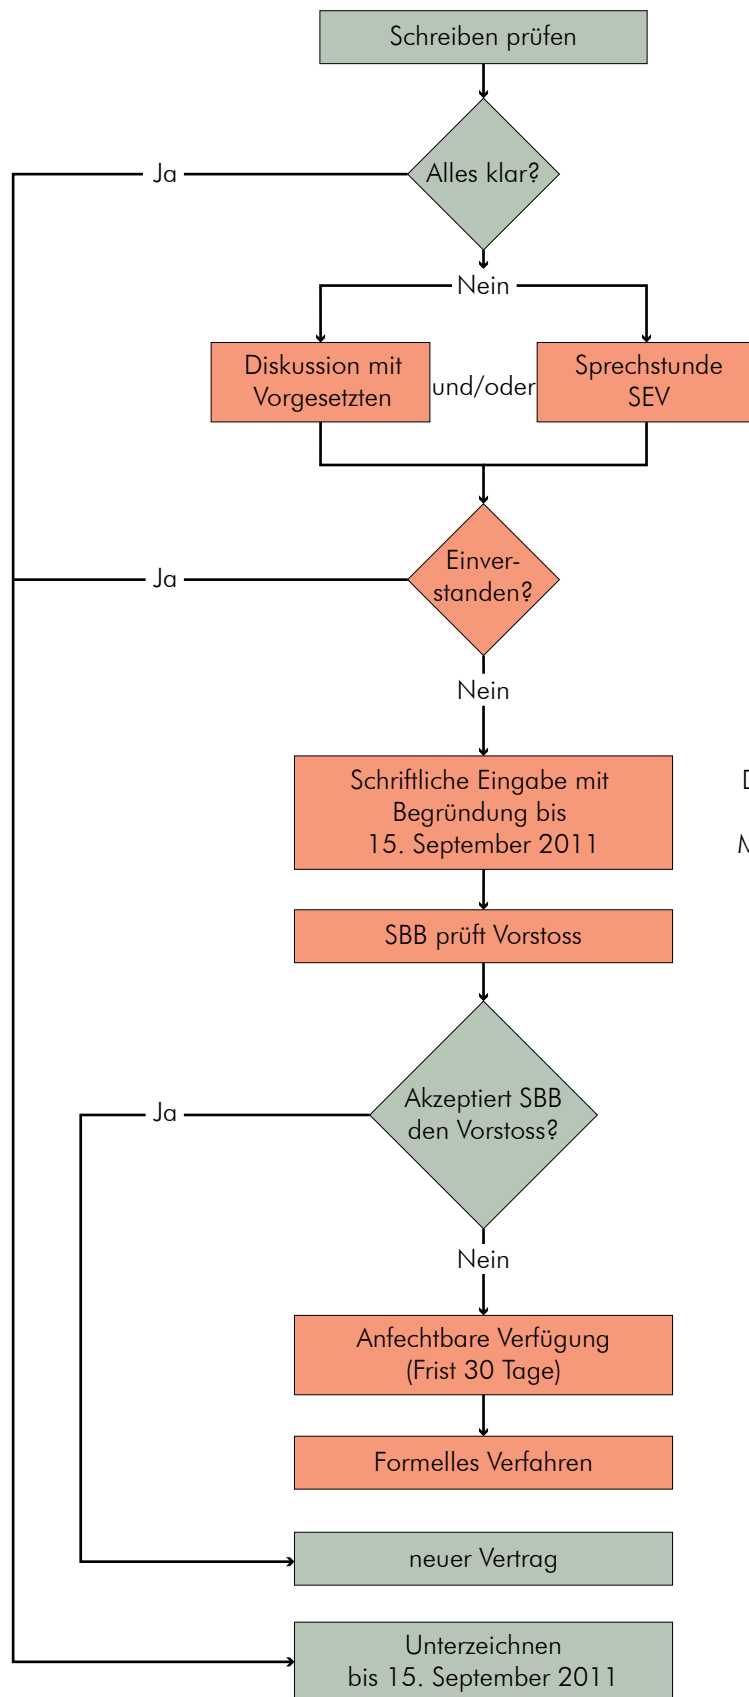 Schreiben prüfen
Alles klar?
Ja
Nein
Diskussion mit
Vorgesetzten
und/oder
Sprechstunde
SEV
Einver-
standen?
Ja
Nein
Schriftliche Eingabe mit
Begründung bis
15. September 2011
D
M
SBB prüft Vorstoss
Akzeptiert SBB
den Vorstoss?
Ja
Nein
Anfechtbare Verfügung
(Frist 30 Tage)
Formelles Verfahren
neuer Vertrag
Unterzeichnen
bis 15. September 2011